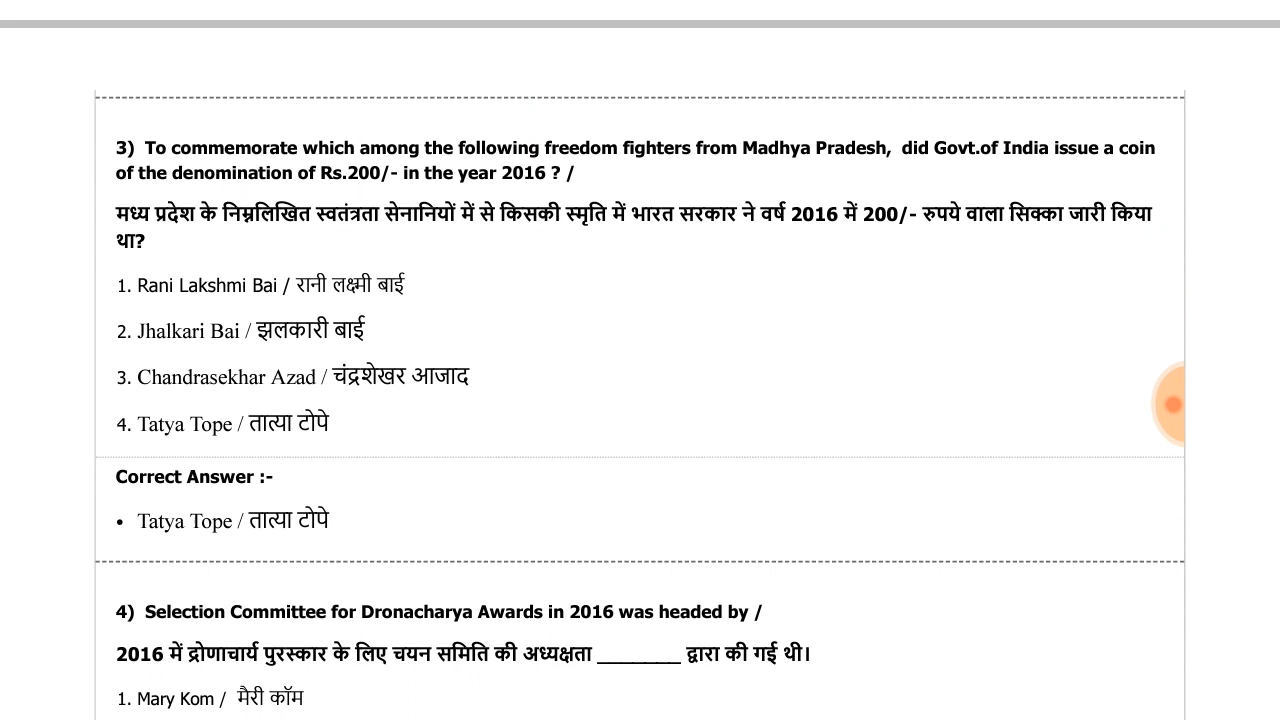 3)  To commemorate which among the following freedom fighters from Madhya Pradesh,  did Govt.of India issue a coin
of the denomination of Rs.200/- in the year 2016 ? /
मध्य प्रदेश के निम्नलिखित स्वतंत्रता सेनानियों में से किसकी स्मृति में भारत सरकार ने वर्ष 2016 में 200/- रुपये वाला सिक्का जारी किया
था?
1. Rani Lakshmi Bai / रानी लक्ष्मी बाई
2. Jhalkari Bai / झलकारी बाई
3. Chandrasekhar Azad / चंद्रशेखर आजाद
4. Tatya Tope / तात्या टोपे
Correct Answer :-
• Tatya Tope / तात्या टोपे
4)  Selection Committee for Dronacharya Awards in 2016 was headed by /
2016 में द्रोणाचार्य पुरस्कार के लिए चयन समिति की अध्यक्षता _______ द्वारा की गई थी।
1. Mary Kom /  मैरी कॉम